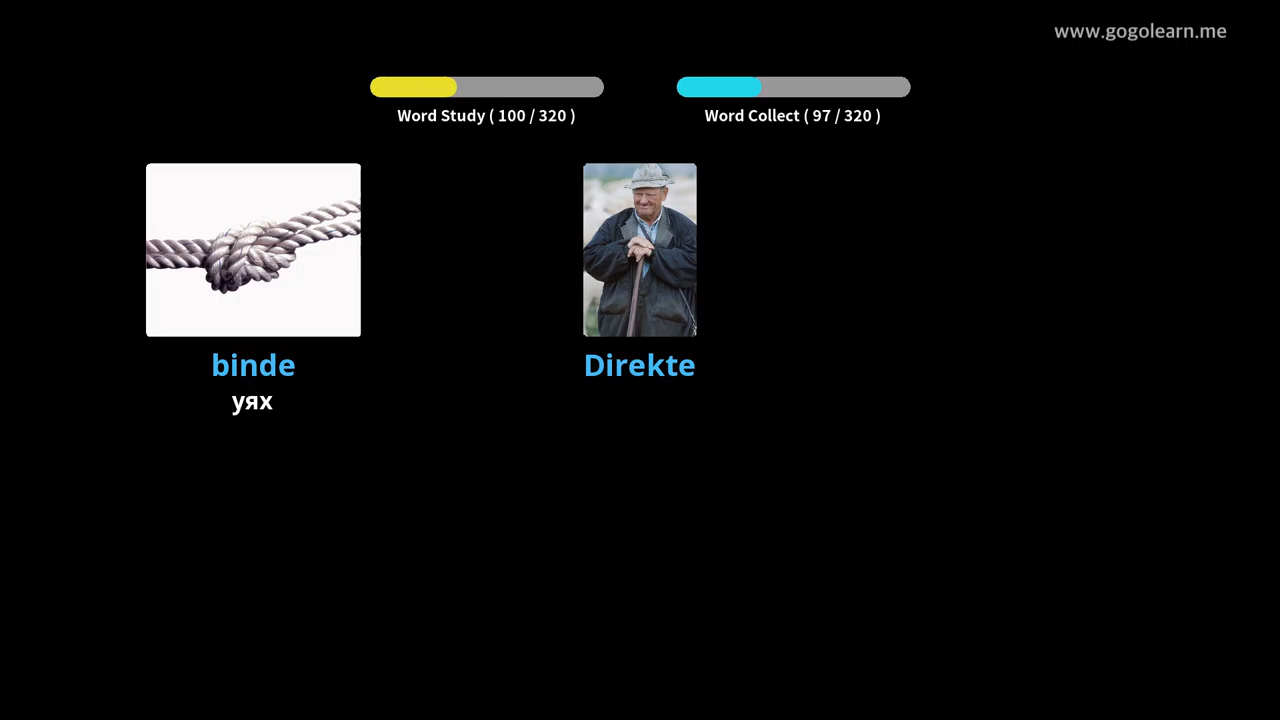 www.gogolearn.me
Word Study ( 100 / 320 )
Word Collect ( 97 / 320 )
binde
уях
Direkte